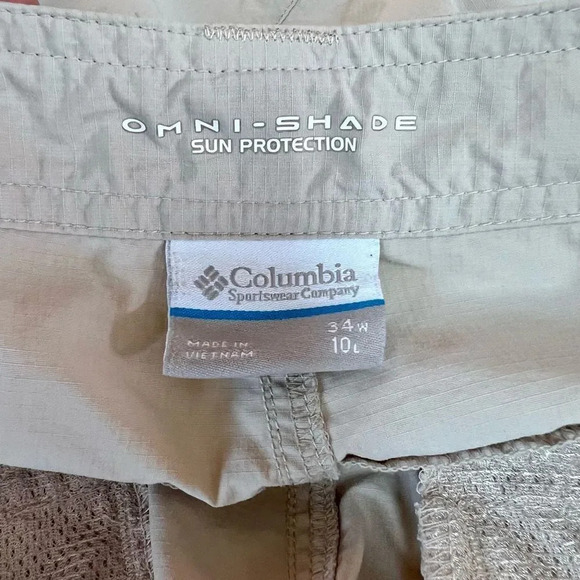 OMNI-SHADE
SUN PROTECTION
Columbia
Sportswear Company
34W
10L
MADE IN
VIETNAM